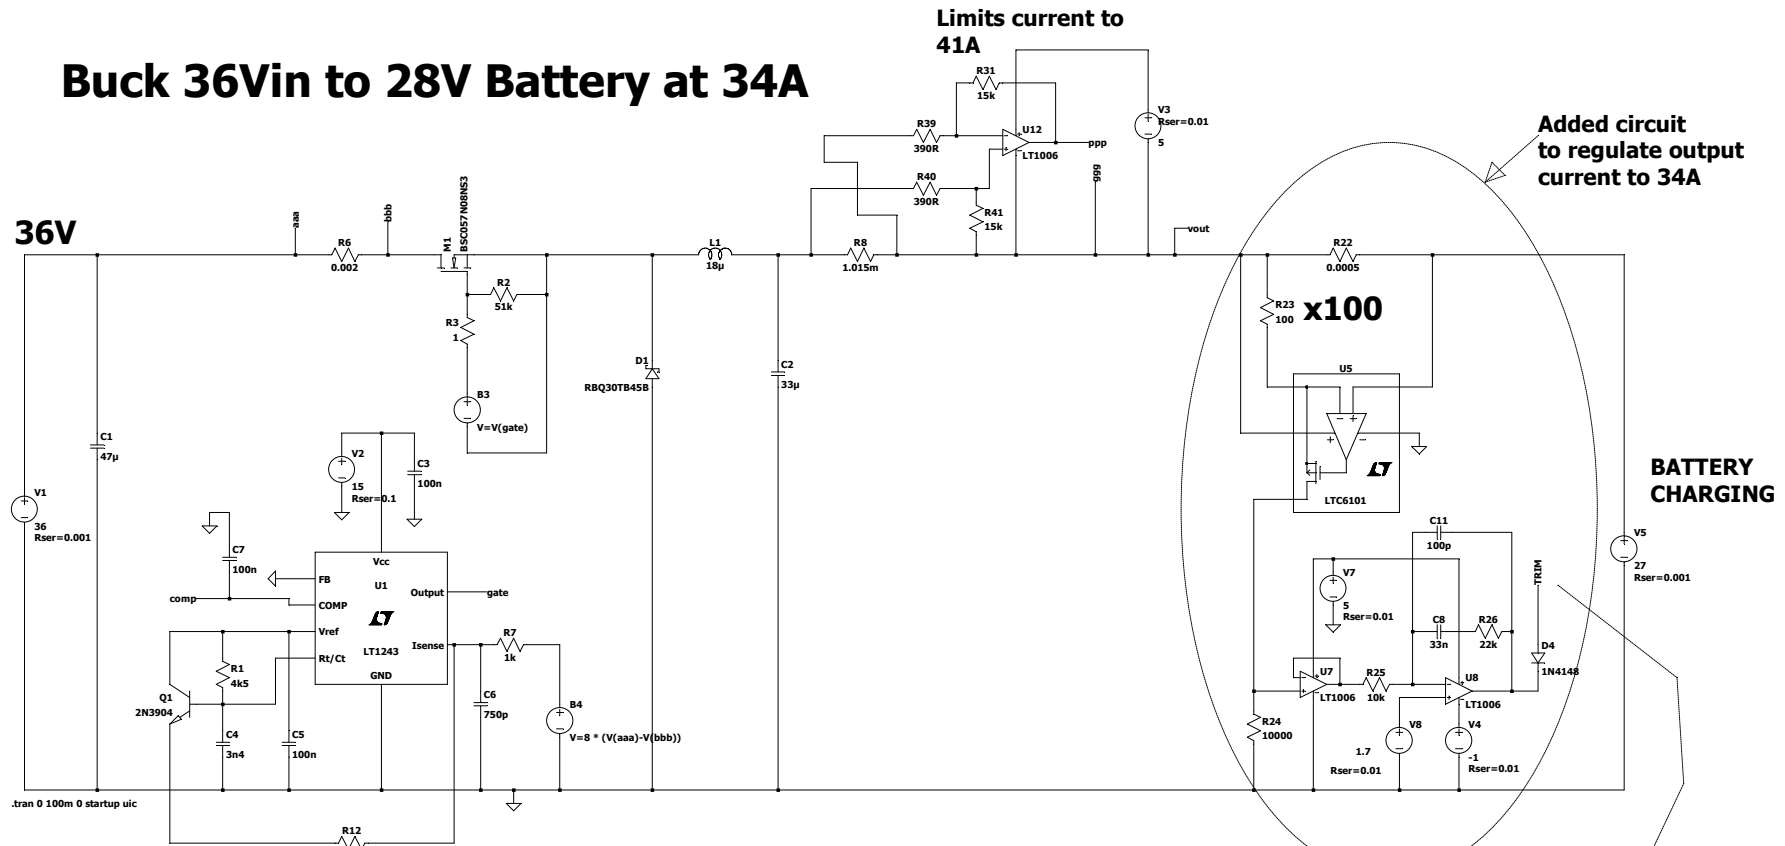 Limits current to
41A
Buck 36Vin to 28V Battery at 34A
R31
15k
V3
Rser=0.01
5
R39
390R
U12
LT1006
ppp
R40
390R
R41
15k
ggg
Added circuit
to regulate output
current to 34A
36V
aaa
bbb
M1
BSC057N08NS3
R6
0.002
L1
18µ
R8
1.015m
vout
R22
0.0005
R2
51k
R3
1
R23
100
x100
D1
RBQ30TB45B
C2
33µ
U5
B3
V=V(gate)
C1
47µ
V2
15
Rser=0.1
C3
100n
LTC6101
BATTERY
CHARGING
V1
36
Rser=0.001
C7
100n
C11
100p
V5
27
Rser=0.001
Vcc
FB
U1
Output
gate
comp
COMP
V7
5
Rser=0.01
TRIM
Vref
LT1243
Isense
R7
1k
C8
33n
R26
22k
D4
1N4148
Rt/Ct
R1
4k5
GND
U7
LT1006
R25
10k
U8
LT1006
Q1
2N3904
C6
750p
B4
V=8 * (V(aaa)-V(bbb))
C4
3n4
C5
100n
R24
10000
V8
1.7
Rser=0.01
V4
-1
Rser=0.01
.tran 0 100m 0 startup uic
R12